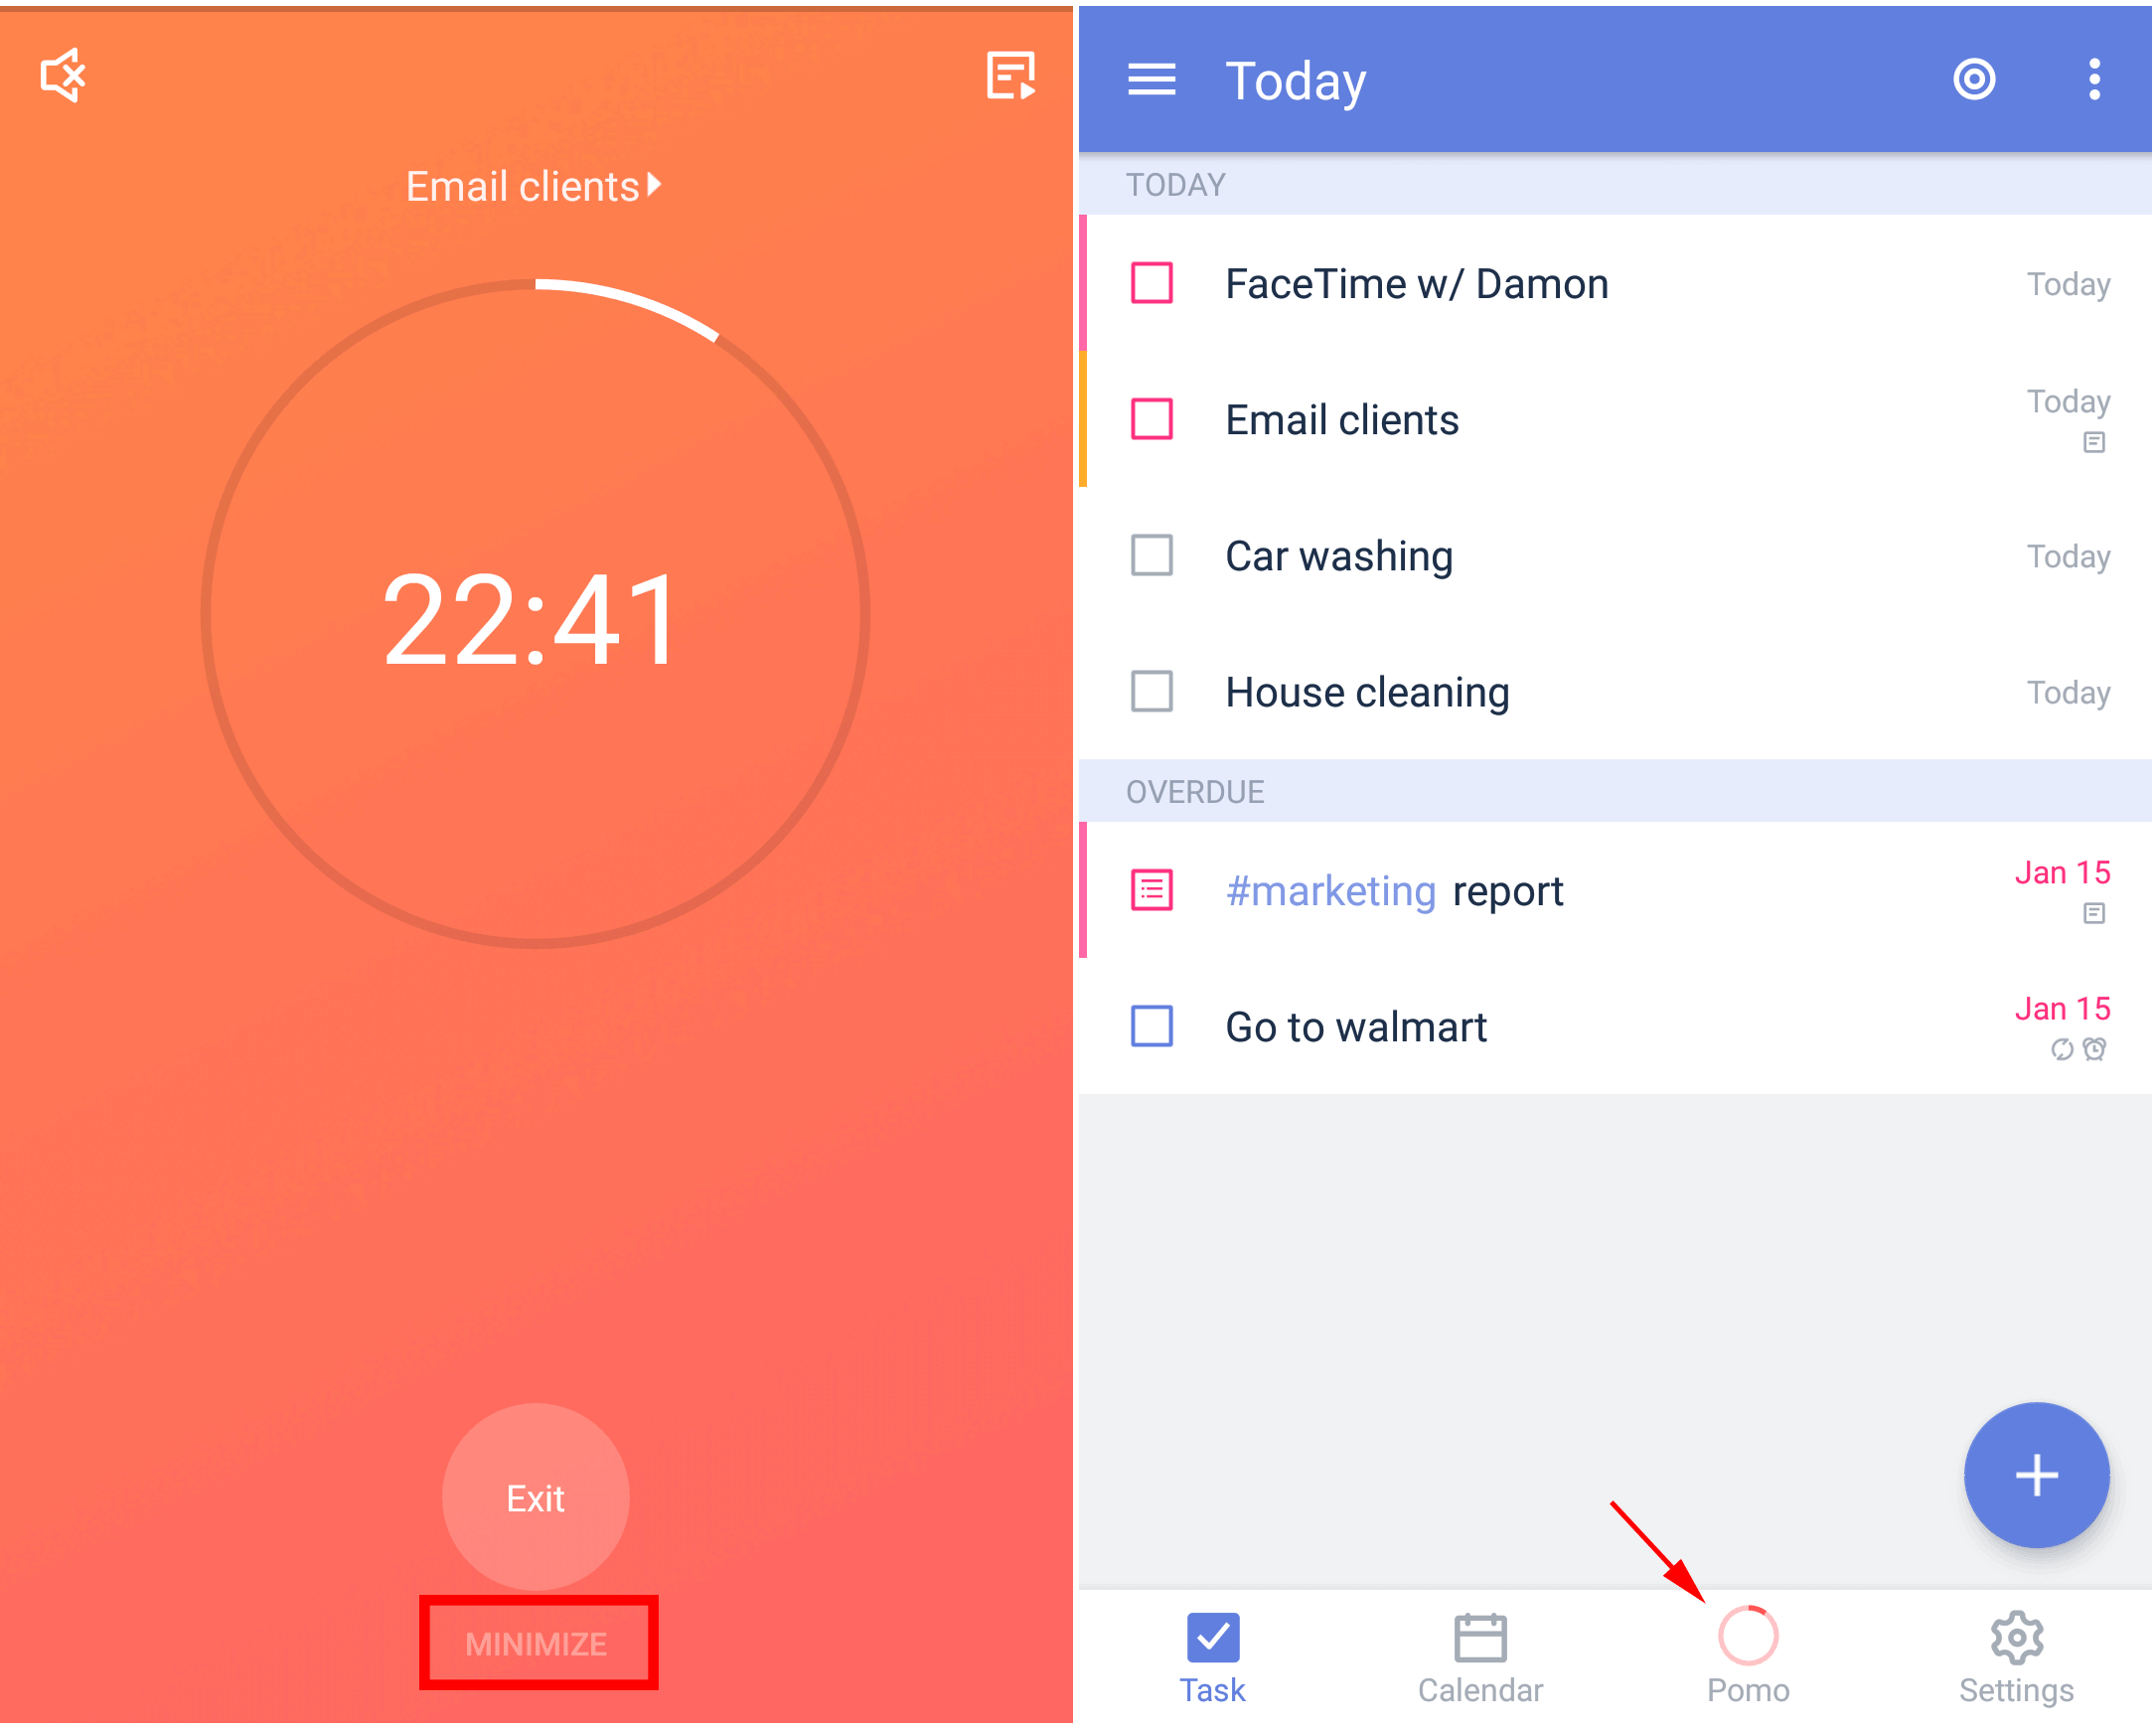 Email clients
22:41
Exit
MINIMIZE
Today
TODAY
FaceTime w/ Damon Today
Email clients Today
Car washing Today
House cleaning Today
OVERDUE
#marketing report Jan 15
Go to walmart Jan 15
Task Calendar Pomo Settings